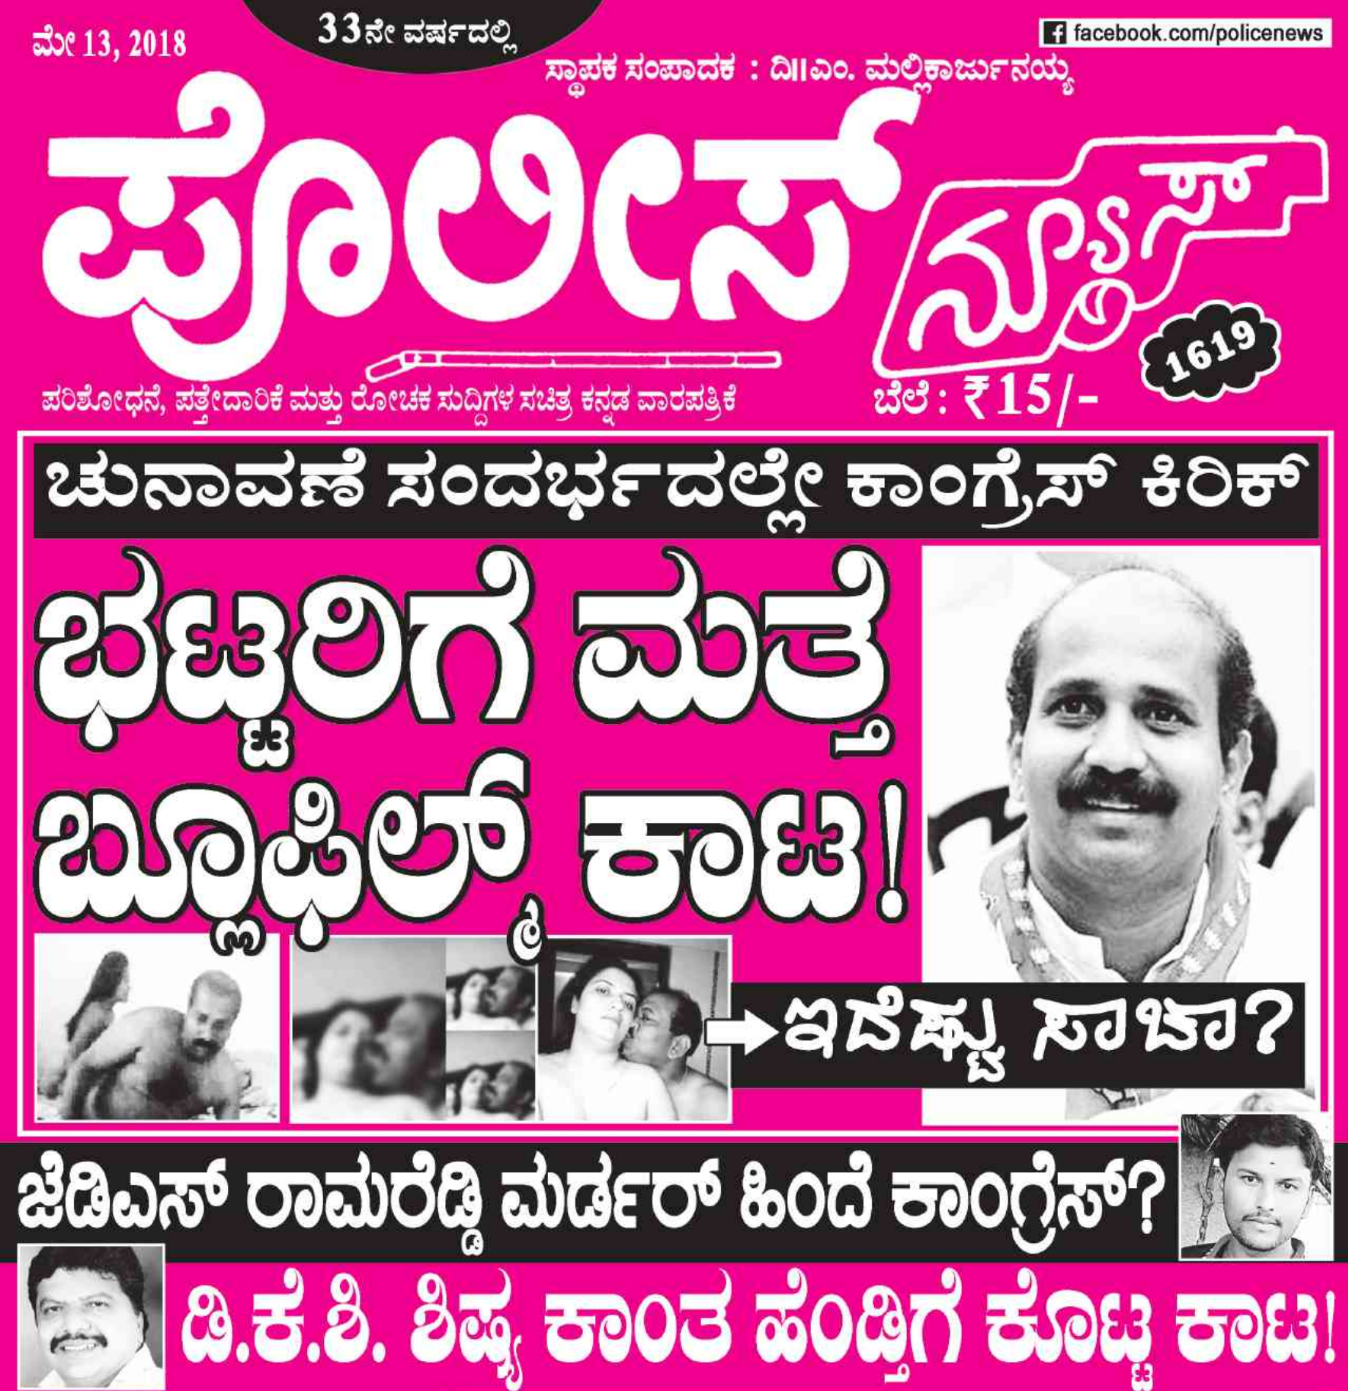 ಮೇ 13, 2018
33ನೇ ವರ್ಷದಲ್ಲಿ
f facebook.com/policenews
ಸ್ಥಾಪಕ ಸಂಪಾದಕ : ದಿ||ಎಂ. ಮಲ್ಲಿಕಾರ್ಜುನಯ್ಯ
ಪೊಲೀಸ್ ನ್ಯೂಸ್
1619
ಪರಿಶೋಧನೆ, ಪತ್ತೇದಾರಿಕೆ ಮತ್ತು ರೋಚಕ ಸುದ್ದಿಗಳ ಸಚಿತ್ರ ಕನ್ನಡ ವಾರಪತ್ರಿಕೆ
ಬೆಲೆ : ₹15/-
ಚುನಾವಣೆ ಸಂದರ್ಭದಲ್ಲೇ ಕಾಂಗ್ರೆಸ್ ಕಿರಿಕ್
ಭಟ್ಟರಿಗೆ ಮತ್ತೆ
ಬ್ಲೂಫಿಲ್ಮ್ ಕಾಟ!
ಇದೆಷ್ಟು ಸಾಚಾ?
ಜೆಡಿಎಸ್ ರಾಮರೆಡ್ಡಿ ಮರ್ಡರ್ ಹಿಂದೆ ಕಾಂಗ್ರೆಸ್?
ಡಿ.ಕೆ.ಶಿ. ಶಿಷ್ಯ ಕಾಂತ ಹೆಂಡ್ತಿಗೆ ಕೊಟ್ಟ ಕಾಟ!